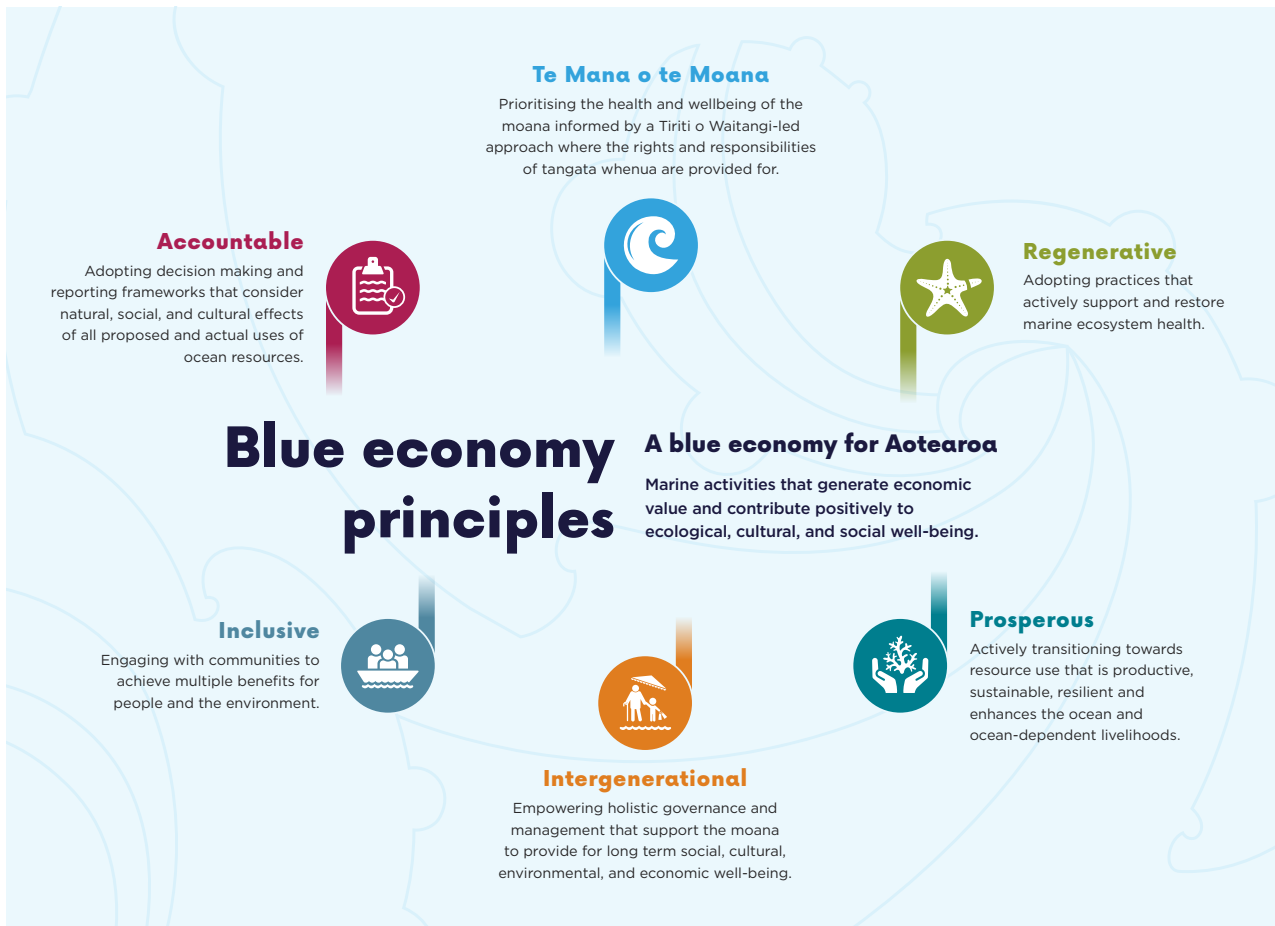 Te Mana o te Moana
Prioritising the health and wellbeing of the
moana informed by a Tiriti o Waitangi-led
approach where the rights and responsibilities
of tangata whenua are provided for.
Accountable
Adopting decision making and
reporting frameworks that consider
natural, social, and cultural effects
of all proposed and actual uses of
ocean resources.
Regenerative
Adopting practices that
actively support and restore
marine ecosystem health.
Blue economy
principles
A blue economy for Aotearoa
Marine activities that generate economic
value and contribute positively to
ecological, cultural, and social well-being.
Inclusive
Engaging with communities to
achieve multiple benefits for
people and the environment.
Intergenerational
Empowering holistic governance and
management that support the moana
to provide for long term social, cultural,
environmental, and economic well-being.
Prosperous
Actively transitioning towards
resource use that is productive,
sustainable, resilient and
enhances the ocean and
ocean-dependent livelihoods.